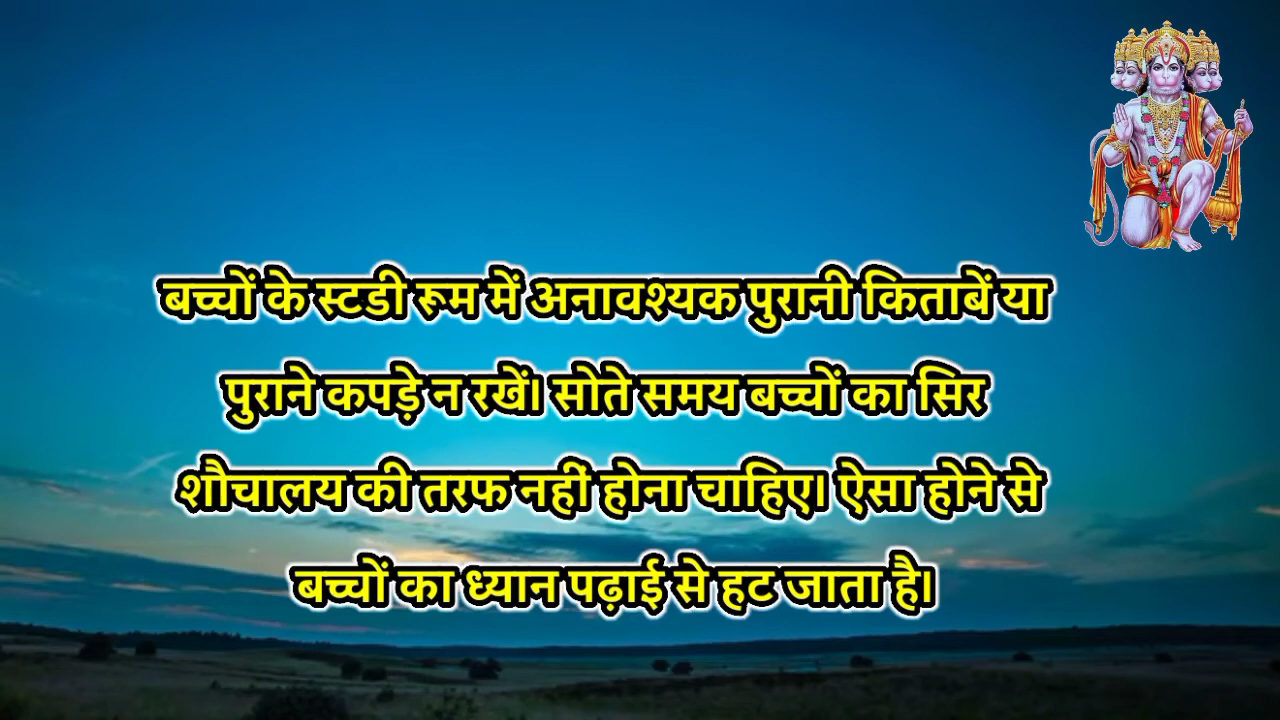 बच्चों के स्टडी रूम में अनावश्यक पुरानी किताबें या
पुराने कपड़े न रखें। सोते समय बच्चों का सिर
शौचालय की तरफ नहीं होना चाहिए। ऐसा होने से
बच्चों का ध्यान पढ़ाई से हट जाता है।